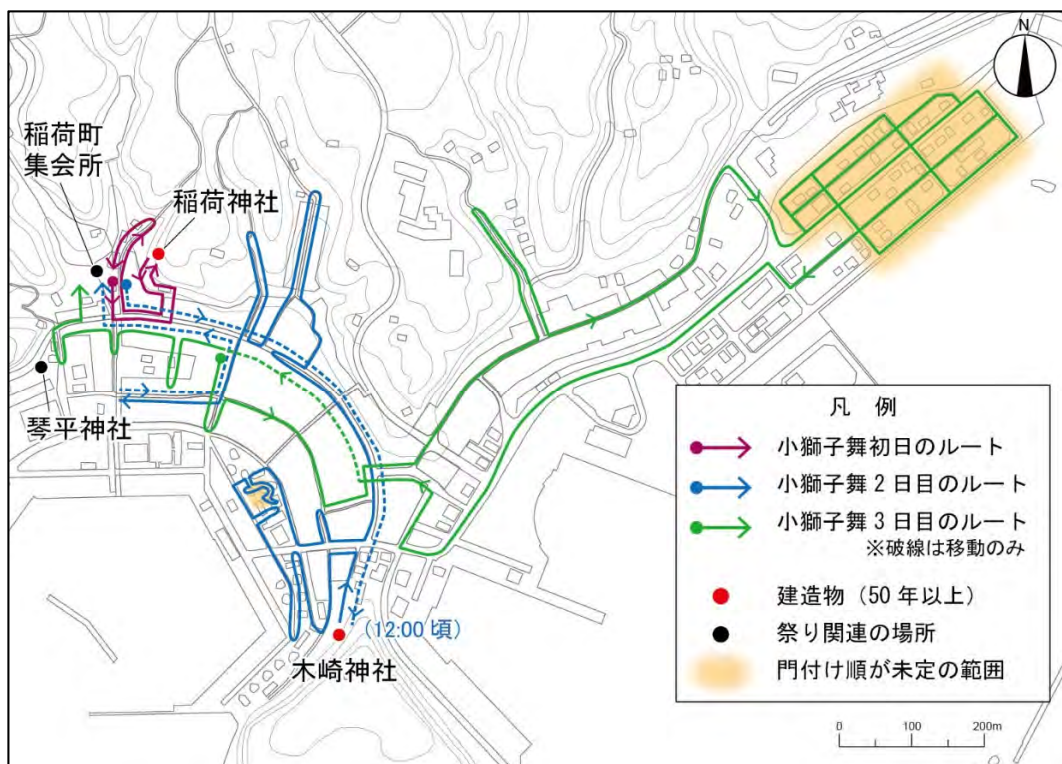 N
稲荷町
集会所
稲荷神社
琴平神社
(12:00 頃)
木崎神社
凡 例
小獅子舞初日のルート
小獅子舞2日目のルート
小獅子舞3日目のルート
※破線は移動のみ
建造物（50 年以上）
祭り関連の場所
門付け順が未定の範囲
0 100 200m